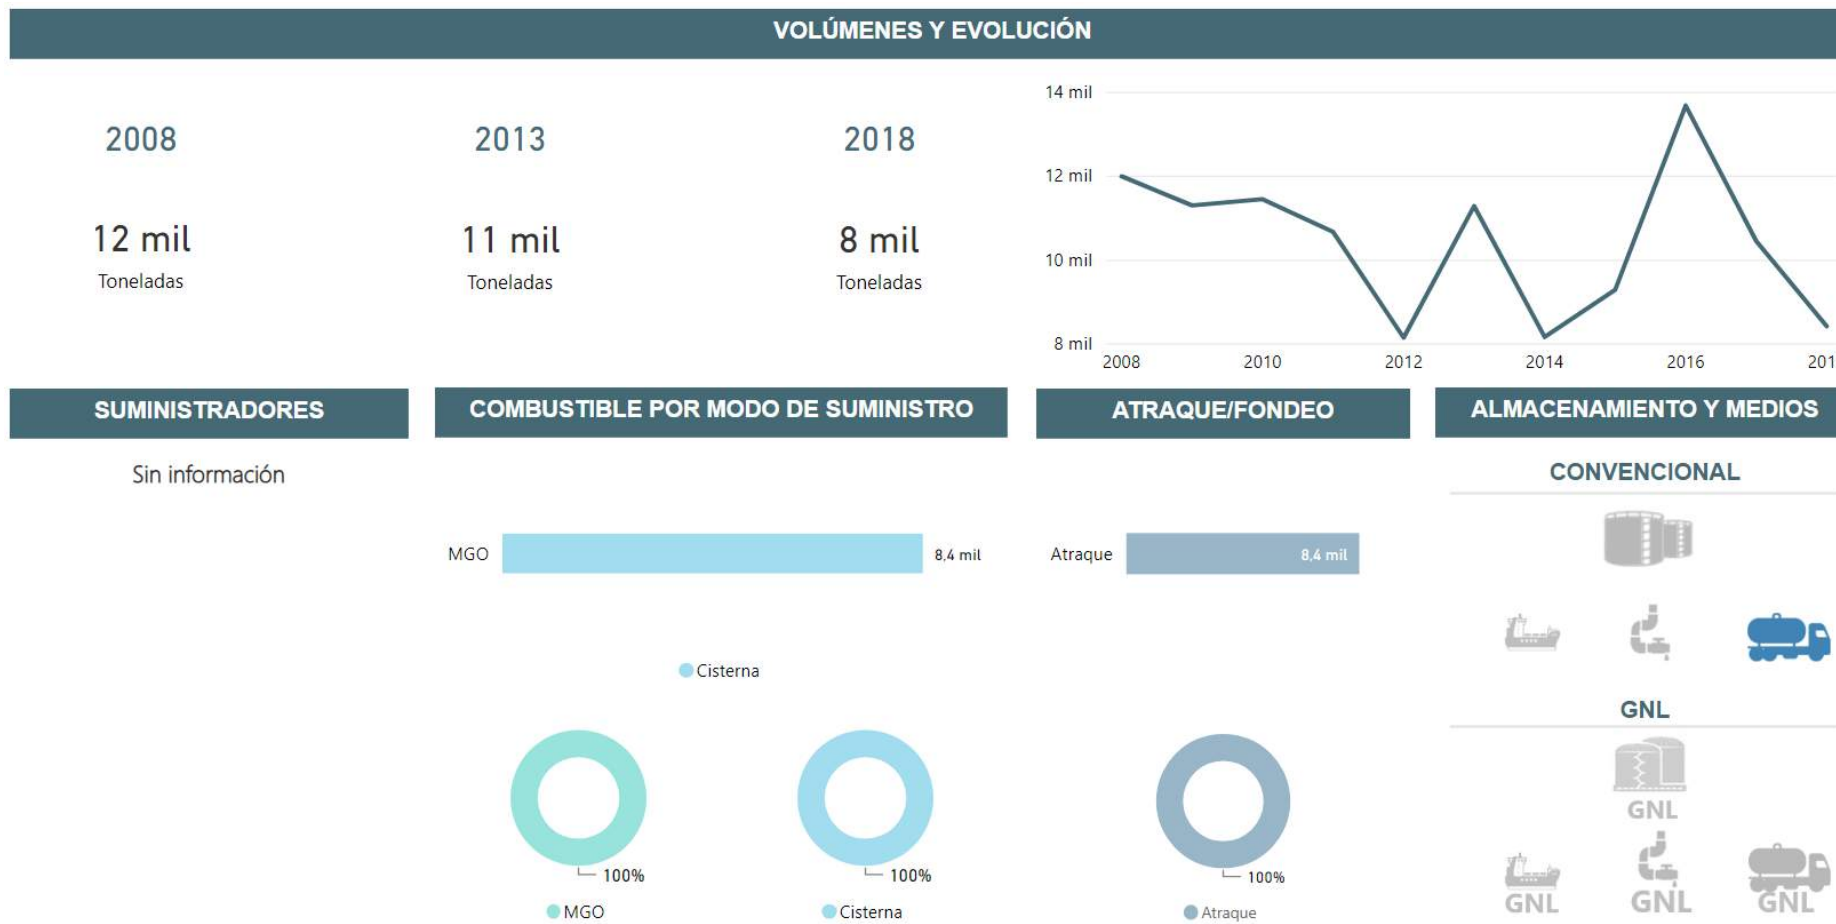 VOLÚMENES Y EVOLUCIÓN
2008
2013
2018
12 mil
11 mil
8 mil
Toneladas
Toneladas
Toneladas
14 mil
12 mil
10 mil
8 mil
2008
2010
2012
2014
2016
201
SUMINISTRADORES
Sin información
COMBUSTIBLE POR MODO DE SUMINISTRO
MGO
8,4 mil
Cisterna
100%
100%
MGO
Cisterna
ATRAQUE/FONDEO
Atraque
8,4 mil
100%
Atraque
ALMACENAMIENTO Y MEDIOS
CONVENCIONAL
GNL
GNL
GNL
GNL
GNL